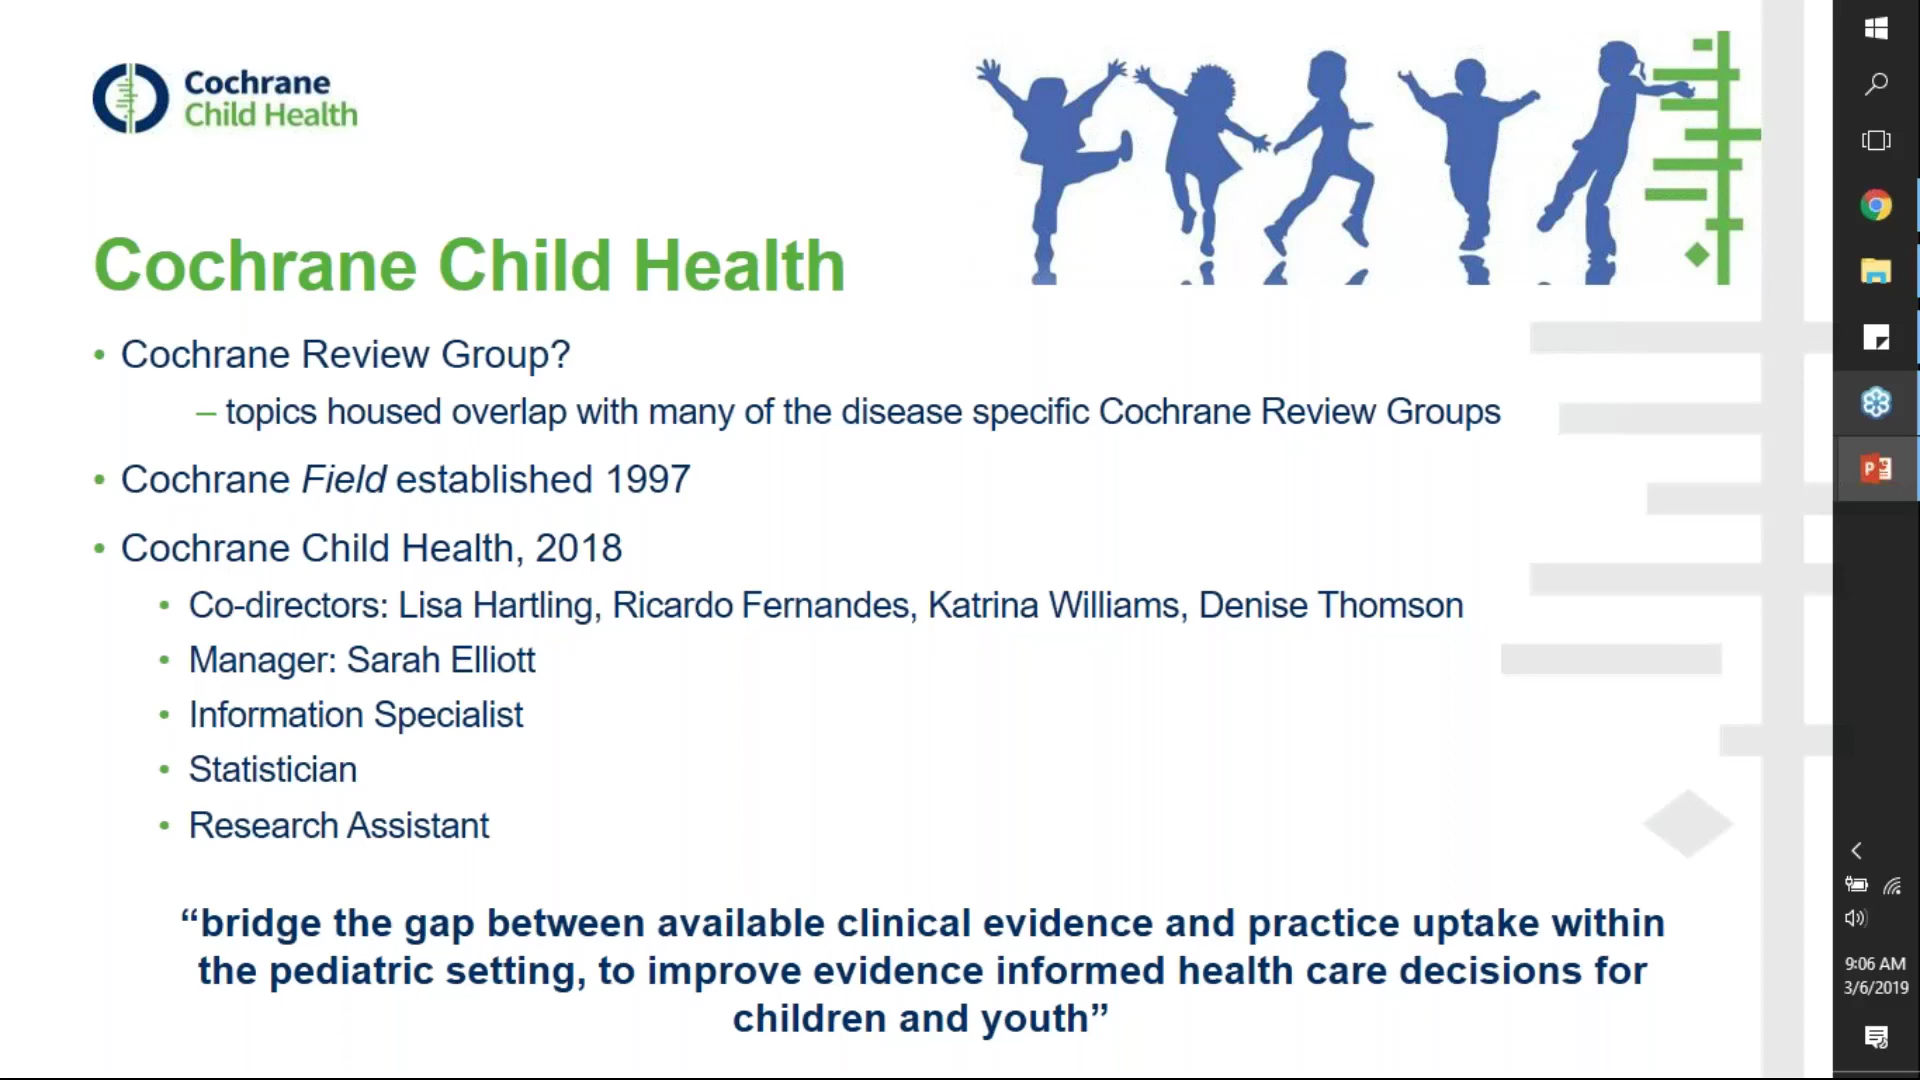 Cochrane
Child Health
Cochrane Child Health
• Cochrane Review Group?
– topics housed overlap with many of the disease specific Cochrane Review Groups
• Cochrane Field established 1997
• Cochrane Child Health, 2018
• Co-directors: Lisa Hartling, Ricardo Fernandes, Katrina Williams, Denise Thomson
• Manager: Sarah Elliott
• Information Specialist
• Statistician
• Research Assistant
“bridge the gap between available clinical evidence and practice uptake within
the pediatric setting, to improve evidence informed health care decisions for
children and youth”
9:06 AM
3/6/2019